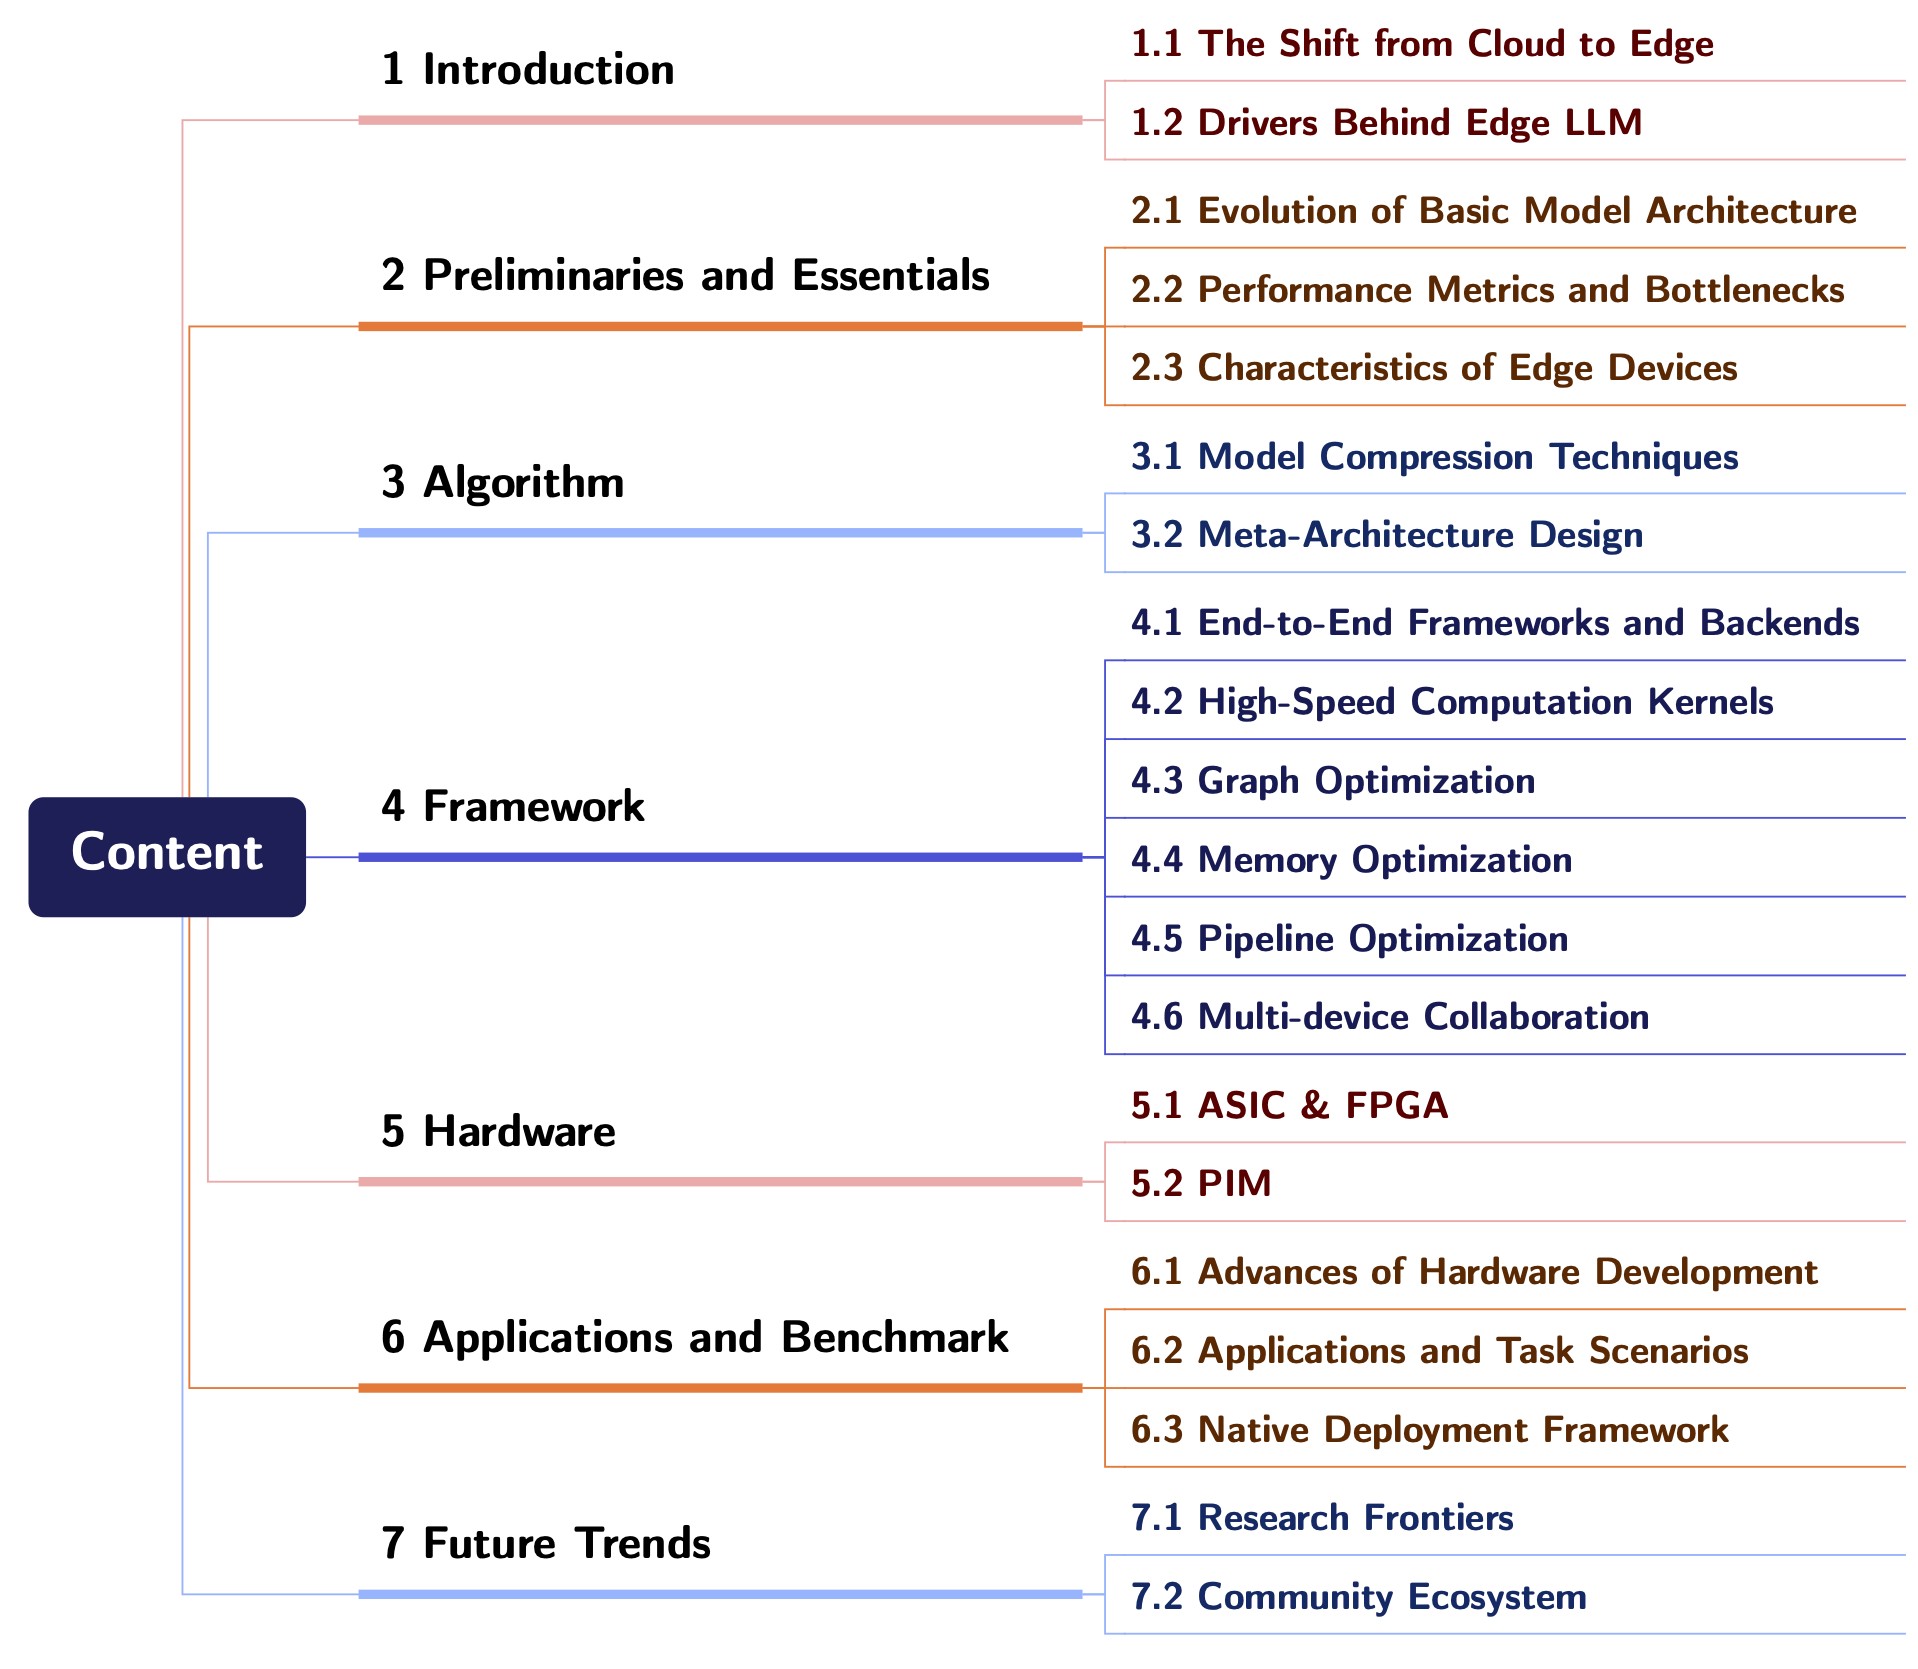 Content
1 Introduction
1.1 The Shift from Cloud to Edge
1.2 Drivers Behind Edge LLM
2 Preliminaries and Essentials
2.1 Evolution of Basic Model Architecture
2.2 Performance Metrics and Bottlenecks
2.3 Characteristics of Edge Devices
3 Algorithm
3.1 Model Compression Techniques
3.2 Meta-Architecture Design
4 Framework
4.1 End-to-End Frameworks and Backends
4.2 High-Speed Computation Kernels
4.3 Graph Optimization
4.4 Memory Optimization
4.5 Pipeline Optimization
4.6 Multi-device Collaboration
5 Hardware
5.1 ASIC & FPGA
5.2 PIM
6 Applications and Benchmark
6.1 Advances of Hardware Development
6.2 Applications and Task Scenarios
6.3 Native Deployment Framework
7 Future Trends
7.1 Research Frontiers
7.2 Community Ecosystem